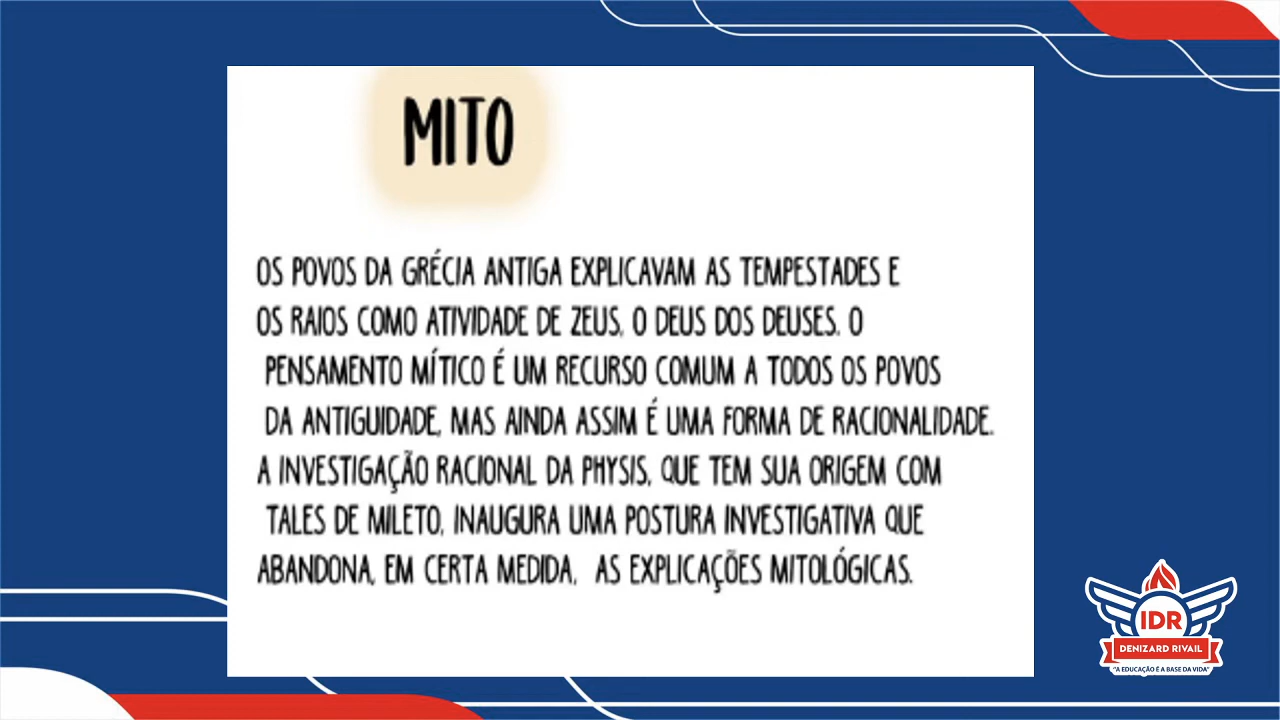 MITO
OS POVOS DA GRÉCIA ANTIGA EXPLICAVAM AS TEMPESTADES E
OS RAIOS COMO ATIVIDADE DE ZEUS, O DEUS DOS DEUSES. O
PENSAMENTO MÍTICO É UM RECURSO COMUM A TODOS OS POVOS
DA ANTIGUIDADE, MAS AINDA ASSIM É UMA FORMA DE RACIONALIDADE.
A INVESTIGAÇÃO RACIONAL DA PHYSIS, QUE TEM SUA ORIGEM COM
TALES DE MILETO, INAUGURA UMA POSTURA INVESTIGATIVA QUE
ABANDONA, EM CERTA MEDIDA, AS EXPLICAÇÕES MITOLÓGICAS.
IDR
DENIZARD RIVAIL
"A EDUCAÇÃO É A BASE DA VIDA"